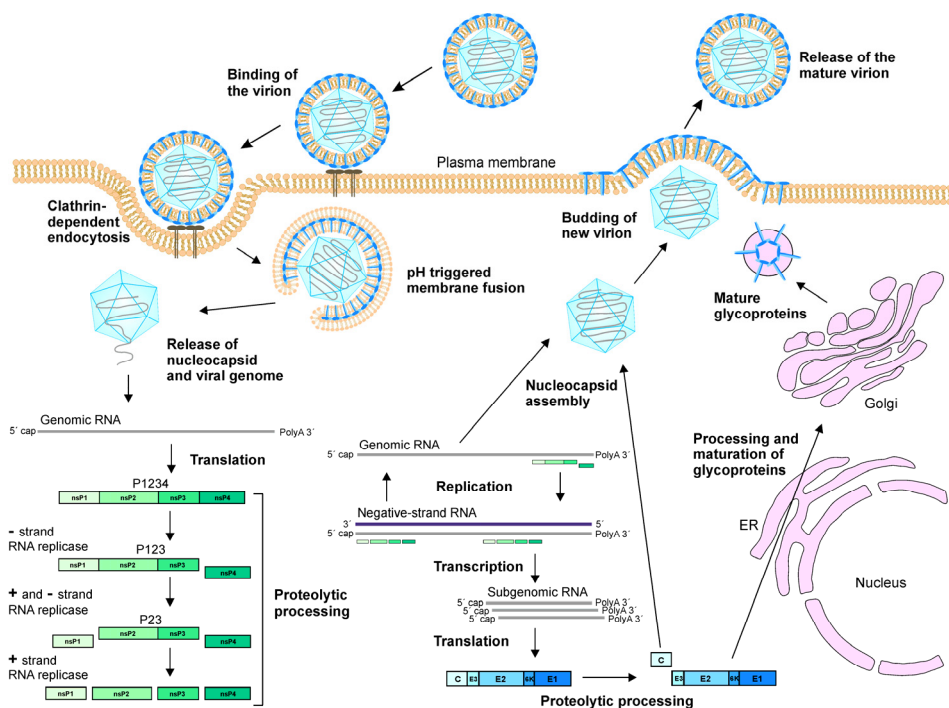 Binding of
the virion
Release of the
mature virion
Plasma membrane
Clathrin-
dependent
endocytosis
pH triggered
membrane fusion
Budding of
new virion
Mature
glycoproteins
Release of
nucleocapsid
and viral genome
Nucleocapsid
assembly
Golgi
Genomic RNA
5´ cap
PolyA 3´
Translation
P1234
nsP1 nsP2 nsP3 nsP4
- strand
RNA replicase
P123
nsP1 nsP2 nsP3
nsP4
+ and - strand
RNA replicase
P23
nsP2 nsP3
nsP1 nsP4
+ strand
RNA replicase
nsP1 nsP2 nsP3 nsP4
Proteolytic
processing
Genomic RNA
5´ cap
PolyA 3´
Replication
Negative-strand RNA
3´ 5´
5´ cap PolyA 3´
Transcription
Subgenomic RNA
5´ cap PolyA 3´
5´ cap PolyA 3´
5´ cap PolyA 3´
Translation
C E3 E2 6K E1
Proteolytic processing
C
E3 E2 6K E1
Processing and
maturation of
glycoproteins
ER
Nucleus